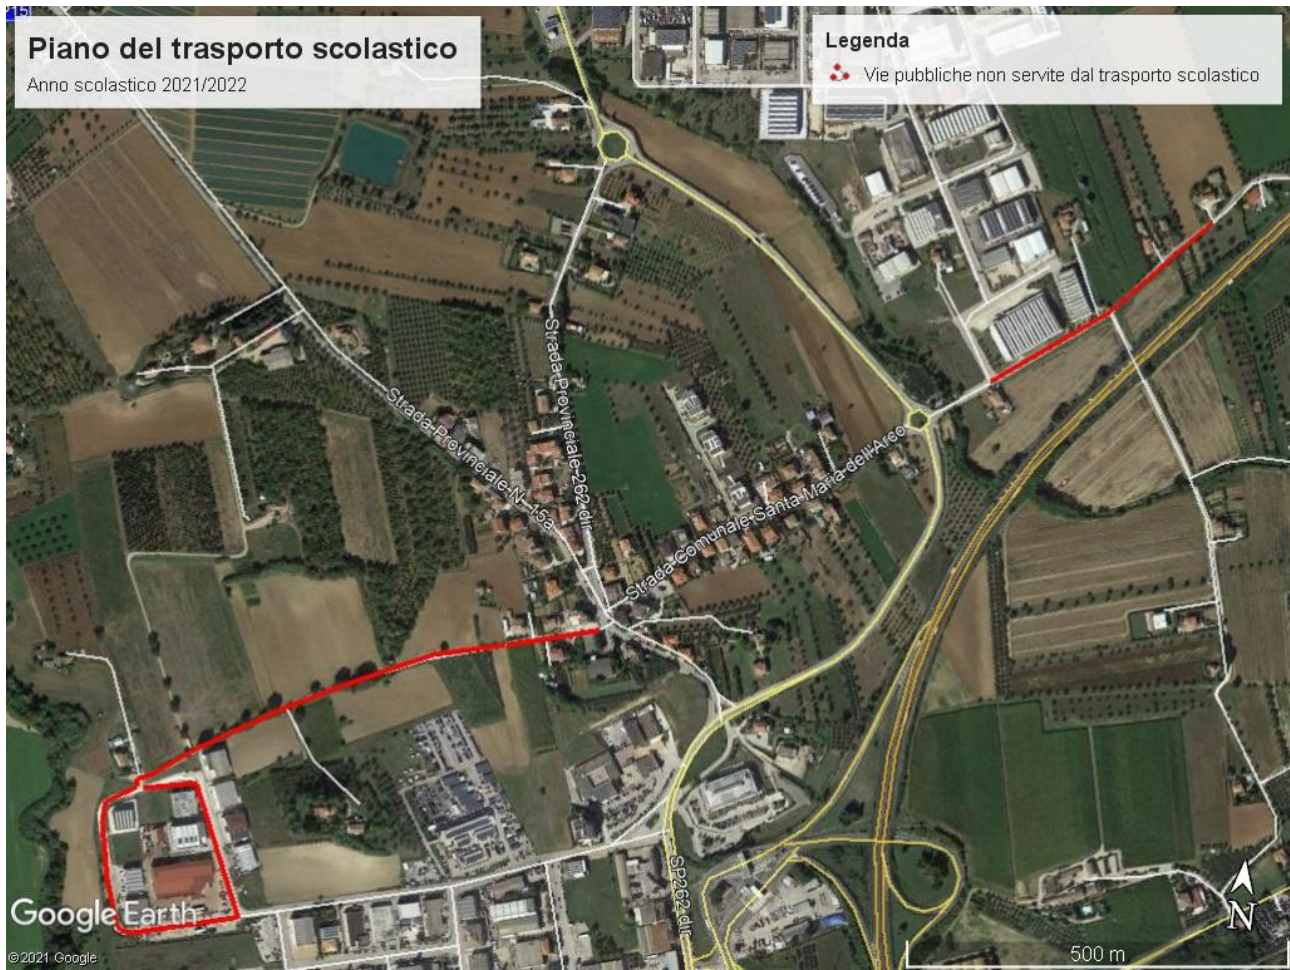 15
Piano del trasporto scolastico
Anno scolastico 2021/2022
Legenda
Vie pubbliche non servite dal trasporto scolastico
Strada Provinciale 262 dir
Strada Provinciale N. 15a
Strada Comunale Santa Maria dell'Arco
SP262 dir
Google Earth
©2021 Google
N
500 m